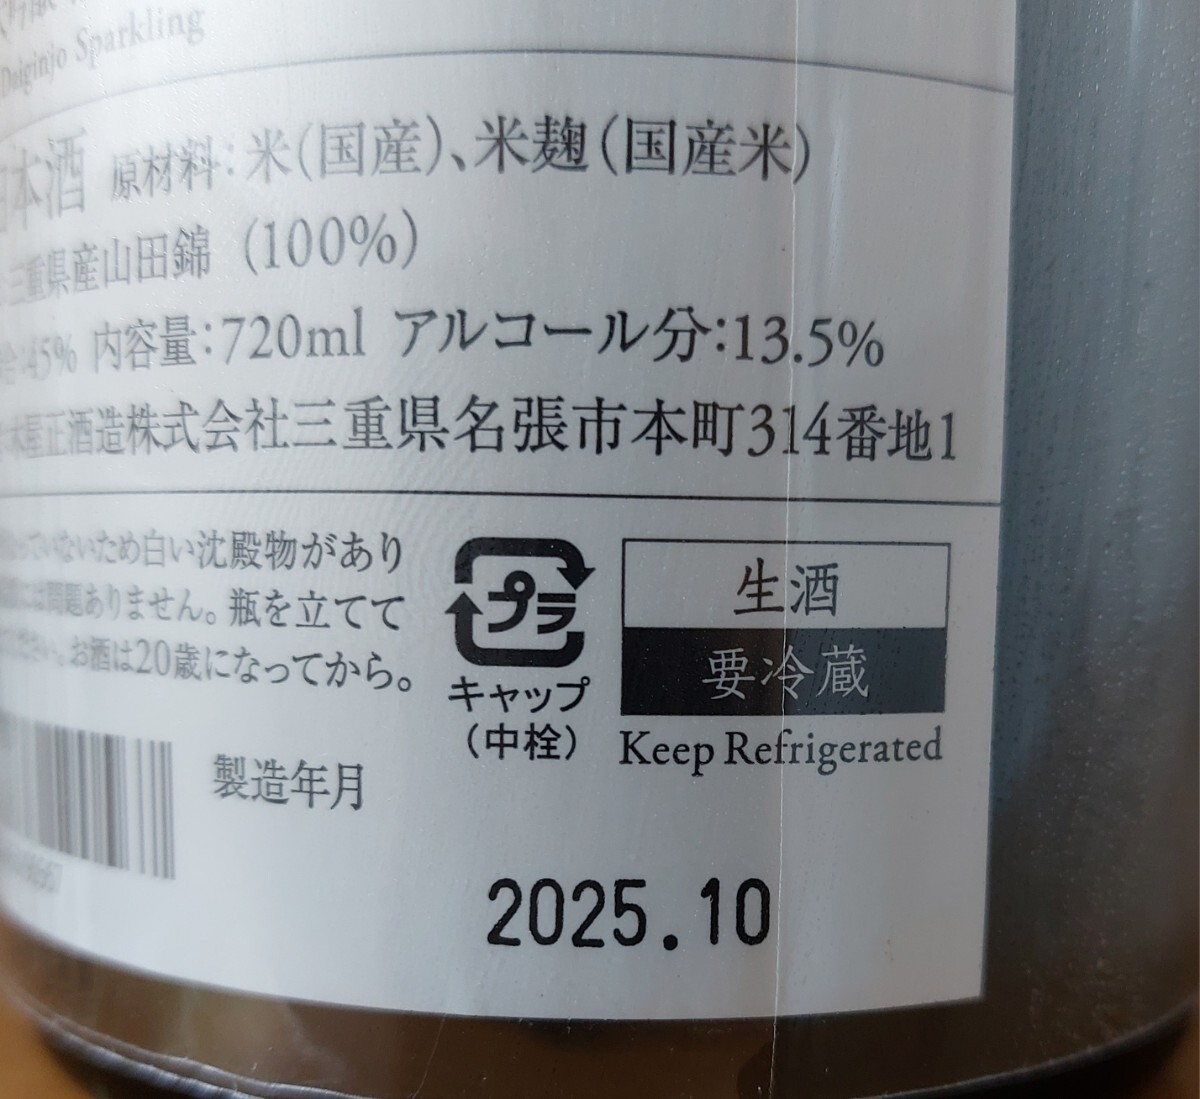 Daiginjo Sparkling
日本酒 原材料:米(国産)、米麹(国産米)
三重県産山田錦 (100%)
45% 内容量:720ml アルコール分:13.5%
木屋正酒造株式会社三重県名張市本町314番地1
いないため白い沈殿物があり
は問題ありません。瓶を立てて
ください。お酒は20歳になってから。
プラ
キャップ
(中栓)
生酒
要冷蔵
Keep Refrigerated
製造年月
2025.10